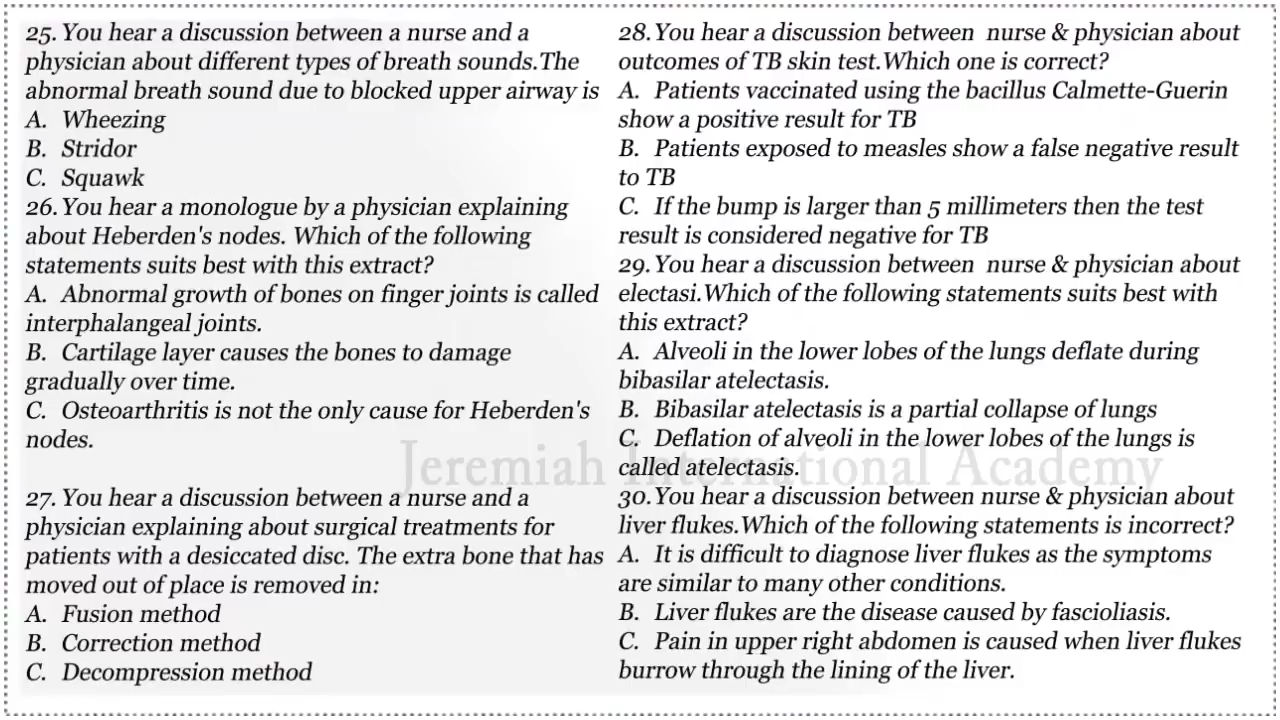 25. You hear a discussion between a nurse and a
physician about different types of breath sounds.The
abnormal breath sound due to blocked upper airway is
A. Wheezing
B. Stridor
C. Squawk
26. You hear a monologue by a physician explaining
about Heberden's nodes. Which of the following
statements suits best with this extract?
A. Abnormal growth of bones on finger joints is called
interphalangeal joints.
B. Cartilage layer causes the bones to damage
gradually over time.
C. Osteoarthritis is not the only cause for Heberden's
nodes.
27. You hear a discussion between a nurse and a
physician explaining about surgical treatments for
patients with a desiccated disc. The extra bone that has
moved out of place is removed in:
A. Fusion method
B. Correction method
C. Decompression method
28. You hear a discussion between nurse & physician about
outcomes of TB skin test.Which one is correct?
A. Patients vaccinated using the bacillus Calmette-Guerin
show a positive result for TB
B. Patients exposed to measles show a false negative result
to TB
C. If the bump is larger than 5 millimeters then the test
result is considered negative for TB
29. You hear a discussion between nurse & physician about
electasi.Which of the following statements suits best with
this extract?
A. Alveoli in the lower lobes of the lungs deflate during
bibasilar atelectasis.
B. Bibasilar atelectasis is a partial collapse of lungs
C. Deflation of alveoli in the lower lobes of the lungs is
called atelectasis.
30. You hear a discussion between nurse & physician about
liver flukes.Which of the following statements is incorrect?
A. It is difficult to diagnose liver flukes as the symptoms
are similar to many other conditions.
B. Liver flukes are the disease caused by fascioliasis.
C. Pain in upper right abdomen is caused when liver flukes
burrow through the lining of the liver.
Jeremiah International Academy